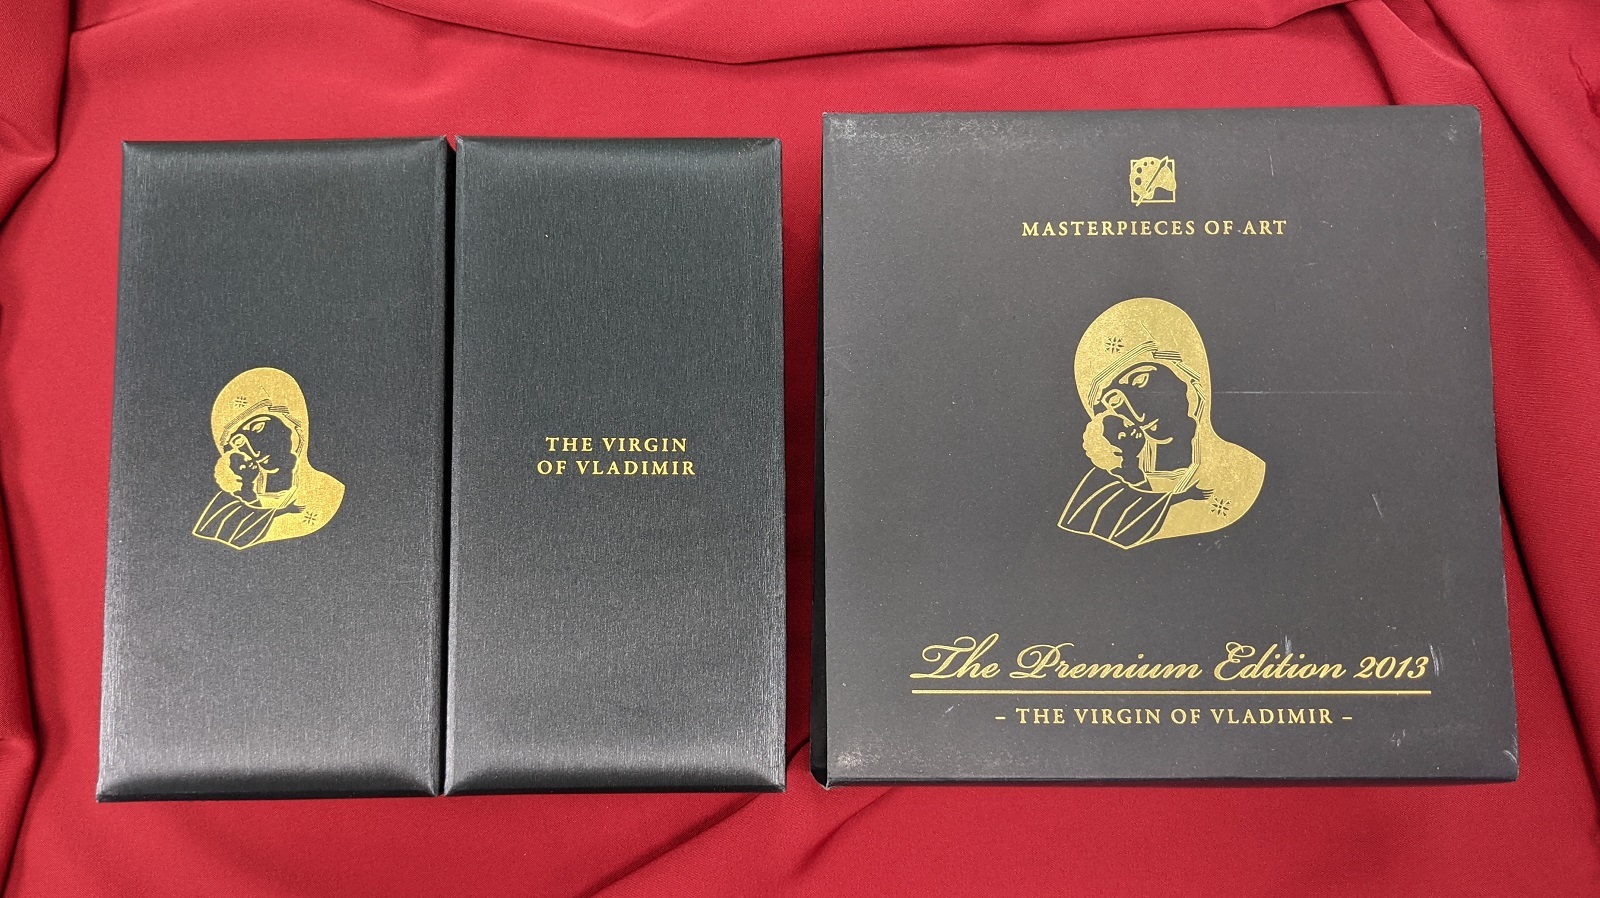 THE VIRGIN
OF VLADIMIR
MASTERPIECES OF ART
The Premium Edition 2013
– THE VIRGIN OF VLADIMIR –